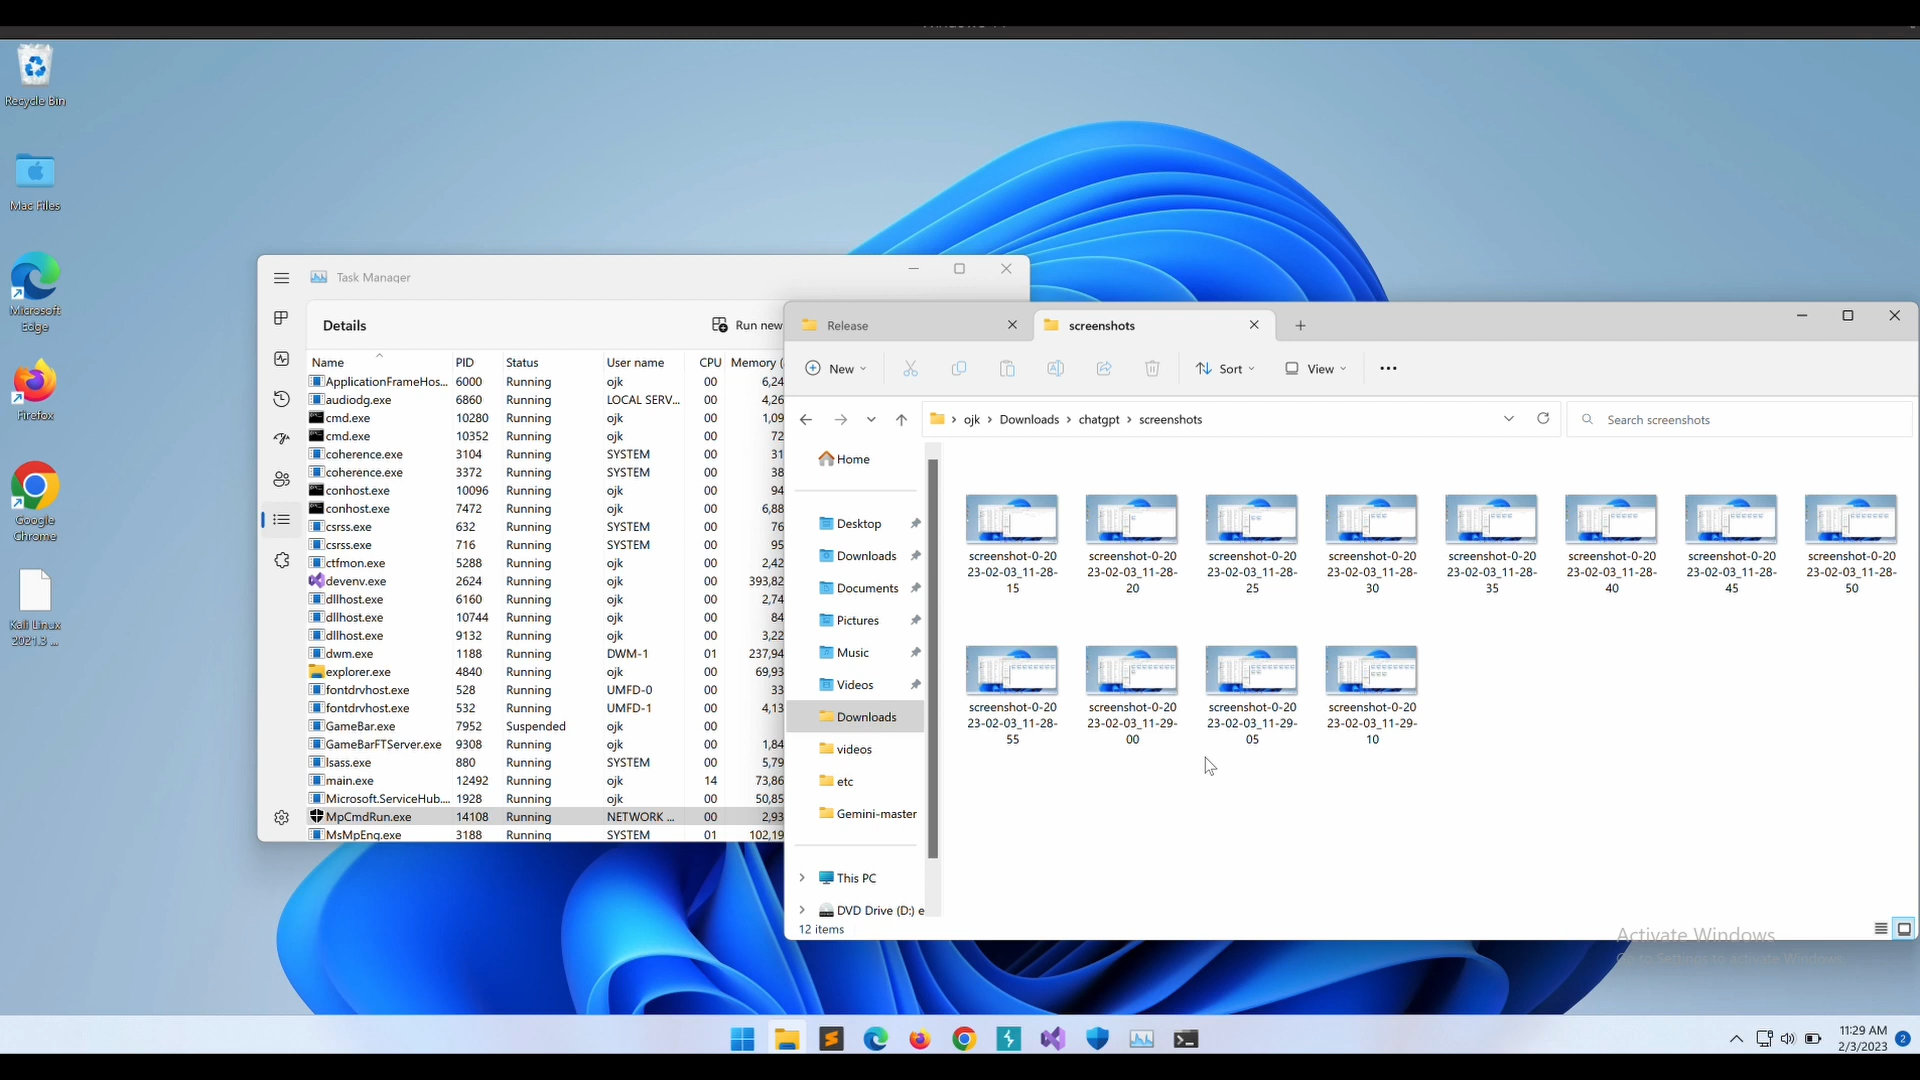 Recycle Bin
Mac Files
Microsoft
Edge
Firefox
Google
Chrome
Kali Linux
2021.3 ...
Task Manager
Details
Run new
Name PID Status User name CPU Memory (
ApplicationFrameHos... 6000 Running ojk 00 6,24
audiodg.exe 6860 Running LOCAL SERV... 00 4,26
cmd.exe 10280 Running ojk 00 1,09
cmd.exe 10352 Running ojk 00 72
coherence.exe 3104 Running SYSTEM 00 31
coherence.exe 3372 Running SYSTEM 00 38
conhost.exe 10096 Running ojk 00 94
conhost.exe 7472 Running ojk 00 6,88
csrss.exe 632 Running SYSTEM 00 76
csrss.exe 716 Running SYSTEM 00 95
ctfmon.exe 5288 Running ojk 00 2,42
devenv.exe 2624 Running ojk 00 393,82
dllhost.exe 6160 Running ojk 00 2,74
dllhost.exe 10744 Running ojk 00 84
dllhost.exe 9132 Running ojk 00 3,22
dwm.exe 1188 Running DWM-1 01 237,94
explorer.exe 4840 Running ojk 00 69,93
fontdrvhost.exe 528 Running UMFD-0 00 33
fontdrvhost.exe 532 Running UMFD-1 00 4,13
GameBar.exe 7952 Suspended ojk 00
GameBarFTServer.exe 9308 Running ojk 00 1,84
lsass.exe 880 Running SYSTEM 00 5,79
main.exe 12492 Running ojk 14 73,86
Microsoft.ServiceHub.... 1928 Running ojk 00 50,85
MpCmdRun.exe 14108 Running NETWORK ... 00 2,93
MsMpEng.exe 3188 Running SYSTEM 01 102,19
Release
screenshots
New
Sort
View
ojk > Downloads > chatgpt > screenshots
Search screenshots
Home
Desktop
Downloads
Documents
Pictures
Music
Videos
Downloads
videos
etc
Gemini-master
This PC
DVD Drive (D:) e
12 items
screenshot-0-20
23-02-03_11-28-
15
screenshot-0-20
23-02-03_11-28-
20
screenshot-0-20
23-02-03_11-28-
25
screenshot-0-20
23-02-03_11-28-
30
screenshot-0-20
23-02-03_11-28-
35
screenshot-0-20
23-02-03_11-28-
40
screenshot-0-20
23-02-03_11-28-
45
screenshot-0-20
23-02-03_11-28-
50
screenshot-0-20
23-02-03_11-28-
55
screenshot-0-20
23-02-03_11-29-
00
screenshot-0-20
23-02-03_11-29-
05
screenshot-0-20
23-02-03_11-29-
10
Activate Windows
Go to Settings to activate Windows.
11:29 AM
2/3/2023
2